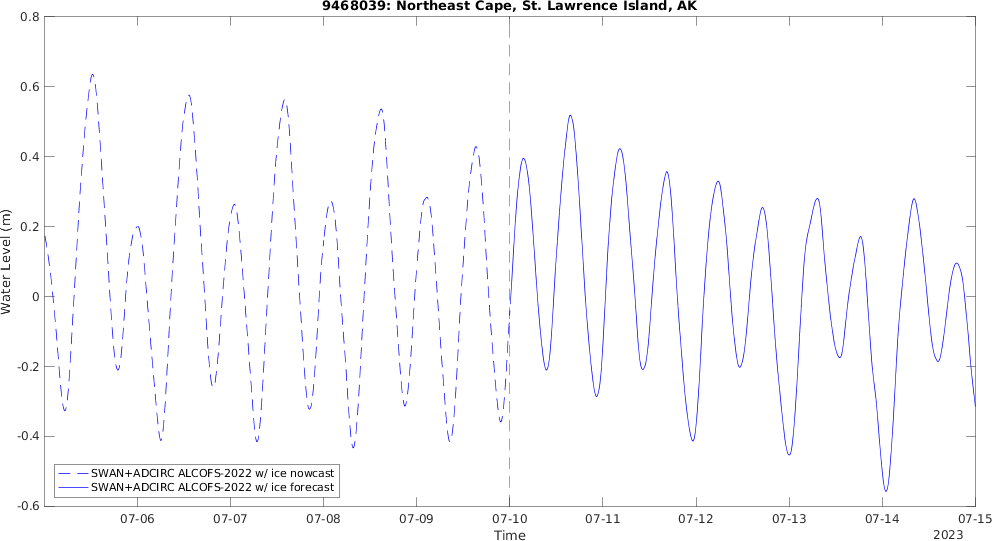 9468039: Northeast Cape, St. Lawrence Island, AK
0.8
0.6
0.4
0.2
0
-0.2
-0.4
-0.6
Water Level (m)
SWAN+ADCIRC ALCOFS-2022 w/ ice nowcast
SWAN+ADCIRC ALCOFS-2022 w/ ice forecast
07-06 07-07 07-08 07-09 07-10 07-11 07-12 07-13 07-14 07-15
Time
2023